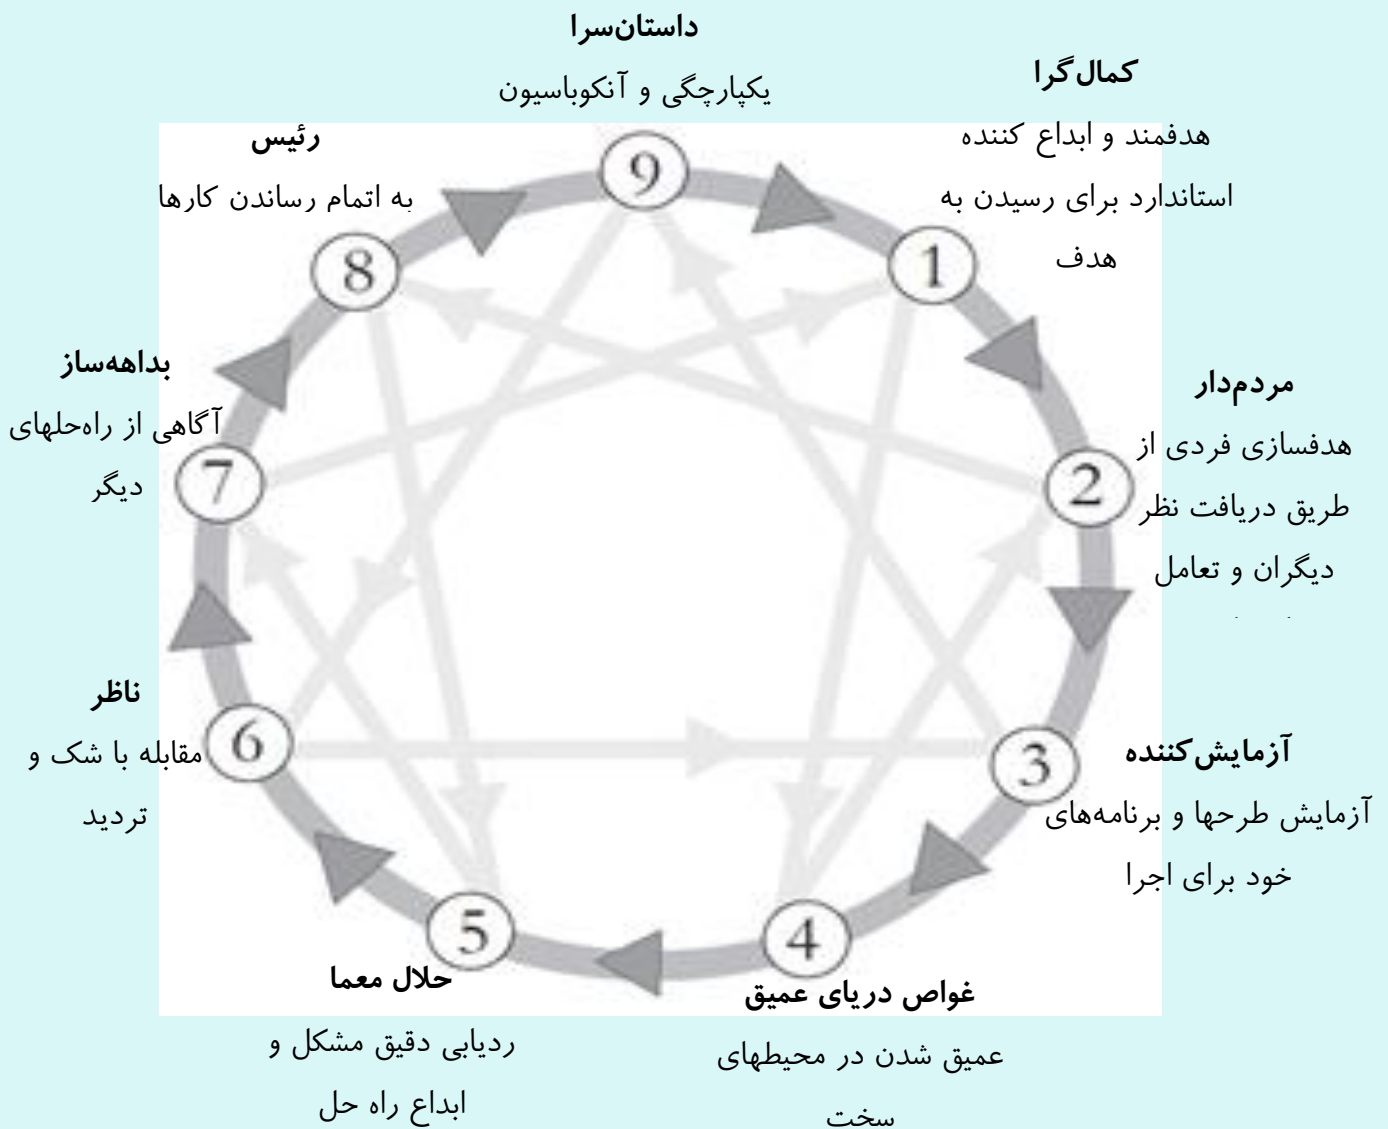 داستان‌سرا
یکپارچگی و آنکوباسیون
9
کمال‌گرا
هدفمند و ابداع کننده
استاندارد برای رسیدن به
هدف
1
مردم‌دار
هدفسازی فردی از
طریق دریافت نظر
دیگران و تعامل
2
آزمایش‌کننده
آزمایش طرحها و برنامه‌های
خود برای اجرا
3
4
غواص دریای عمیق
عمیق شدن در محیطهای
سخت
5
حلال معما
ردیابی دقیق مشکل و
ابداع راه حل
ناظر
مقابله با شک و
تردید
6
بداهه‌ساز
آگاهی از راه‌حلهای
دیگر
7
رئیس
به اتمام رساندن کارها
8